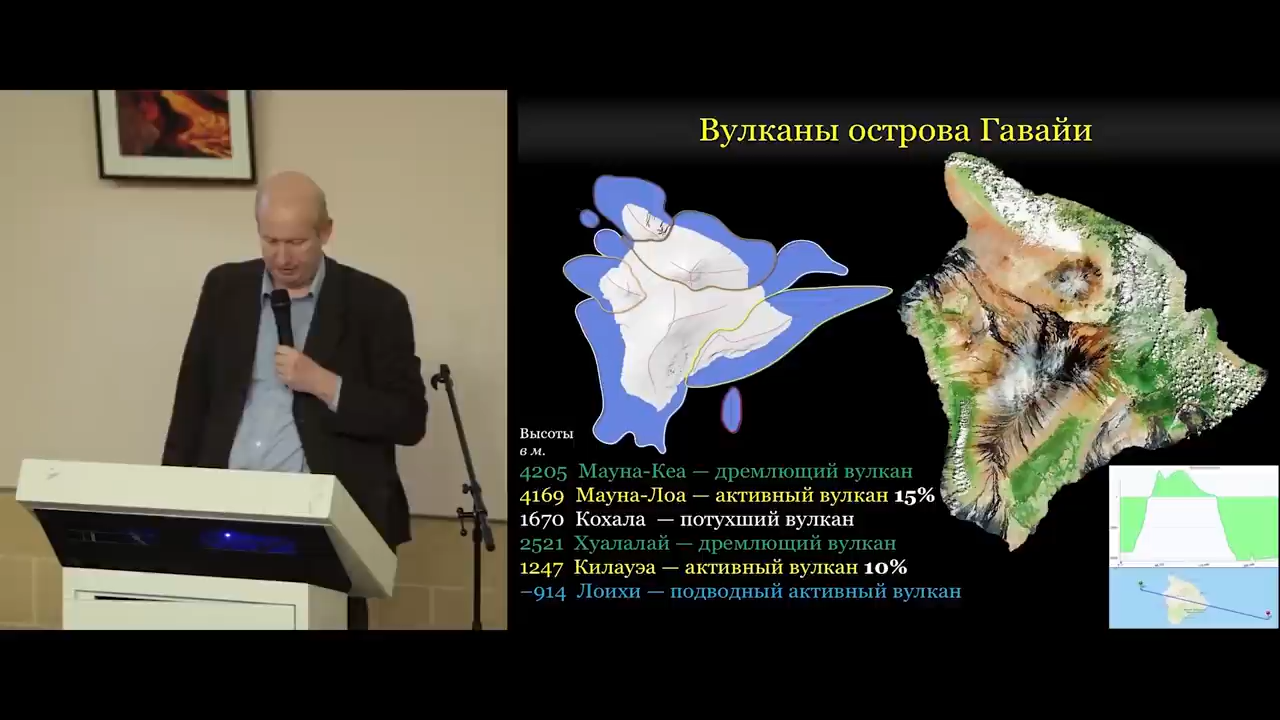 Вулканы острова Гавайи
Высоты
в м.
4205 Мауна-Кеа — дремлющий вулкан
4169 Мауна-Лоа — активный вулкан 15%
1670 Кохала — потухший вулкан
2521 Хуалалай — дремлющий вулкан
1247 Килауэа — активный вулкан 10%
–914 Лоихи — подводный активный вулкан